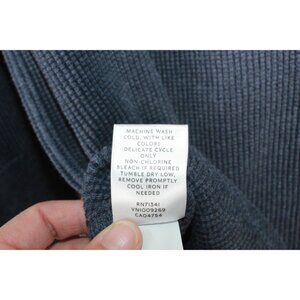 MACHINE WASH
COLD, WITH LIKE
COLORS
DELICATE CYCLE
ONLY
NON-CHLORINE
BLEACH IF REQUIRED
TUMBLE DRY LOW,
REMOVE PROMPTLY
COOL IRON IF
NEEDED
RN71341
VN1009269
CA04754